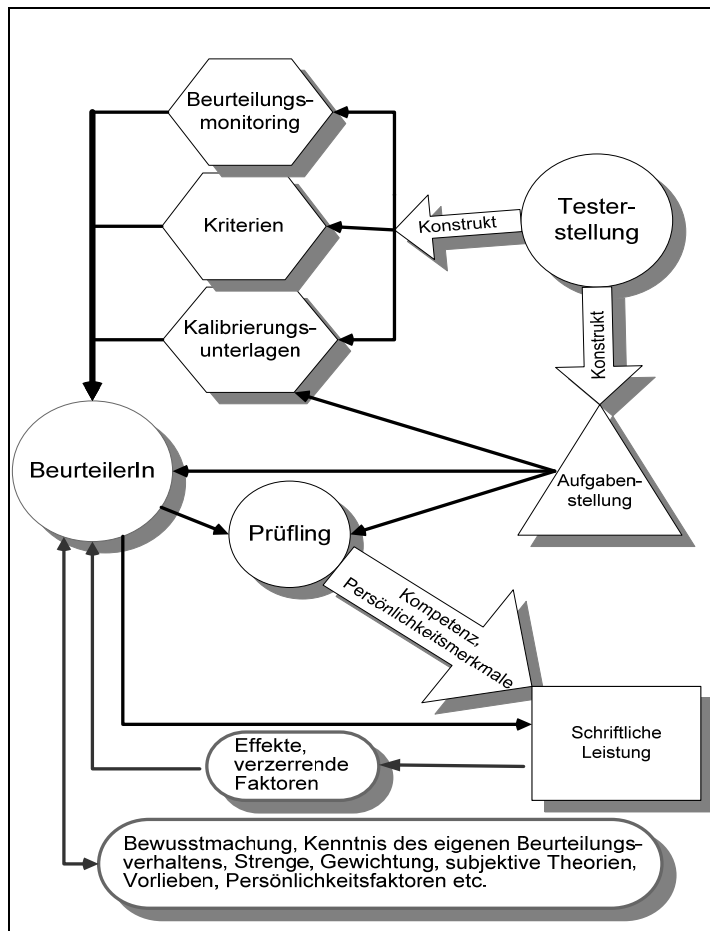 Beurteilungs-
monitoring
Kriterien
Kalibrierungs-
unterlagen
Konstrukt
Tester-
stellung
Konstrukt
BeurteilerIn
Prüfling
Aufgaben-
stellung
Kompetenz,
Persönlichkeitsmerkmale
Schriftliche
Leistung
Effekte,
verzerrende
Faktoren
Bewusstmachung, Kenntnis des eigenen Beurteilungs-
verhaltens, Strenge, Gewichtung, subjektive Theorien,
Vorlieben, Persönlichkeitsfaktoren etc.